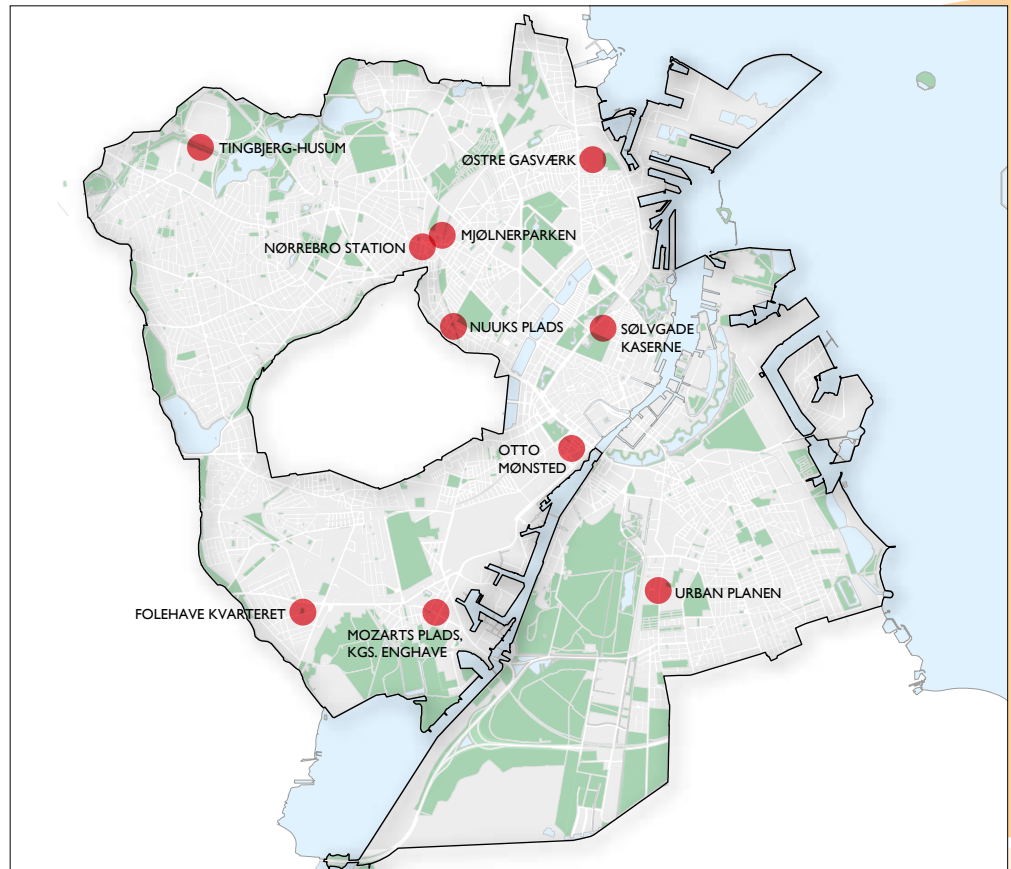 TINGBJERG-HUSUM
ØSTRE GASVÆRK
MJØLNERPARKEN
NØRREBRO STATION
NUUKS PLADS
SØLVGADE
KASERNE
OTTO
MØNSTED
URBAN PLANEN
FOLEHAVE KVARTERET
MOZARTS PLADS,
KGS. ENGHAVE